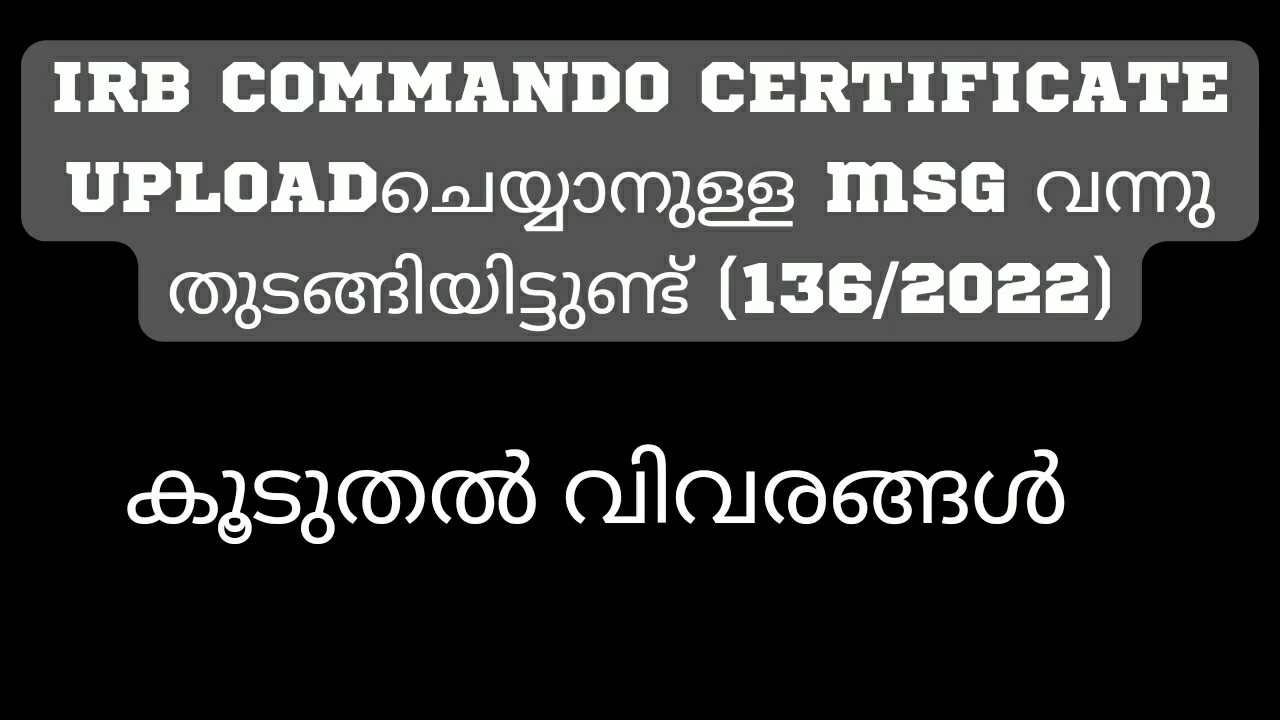 IRB COMMANDO CERTIFICATE
UPLOADചെയ്യാനുള്ള MSG വന്നു
തുടങ്ങിയിട്ടുണ്ട് (136/2022)
കൂടുതൽ വിവരങ്ങൾ